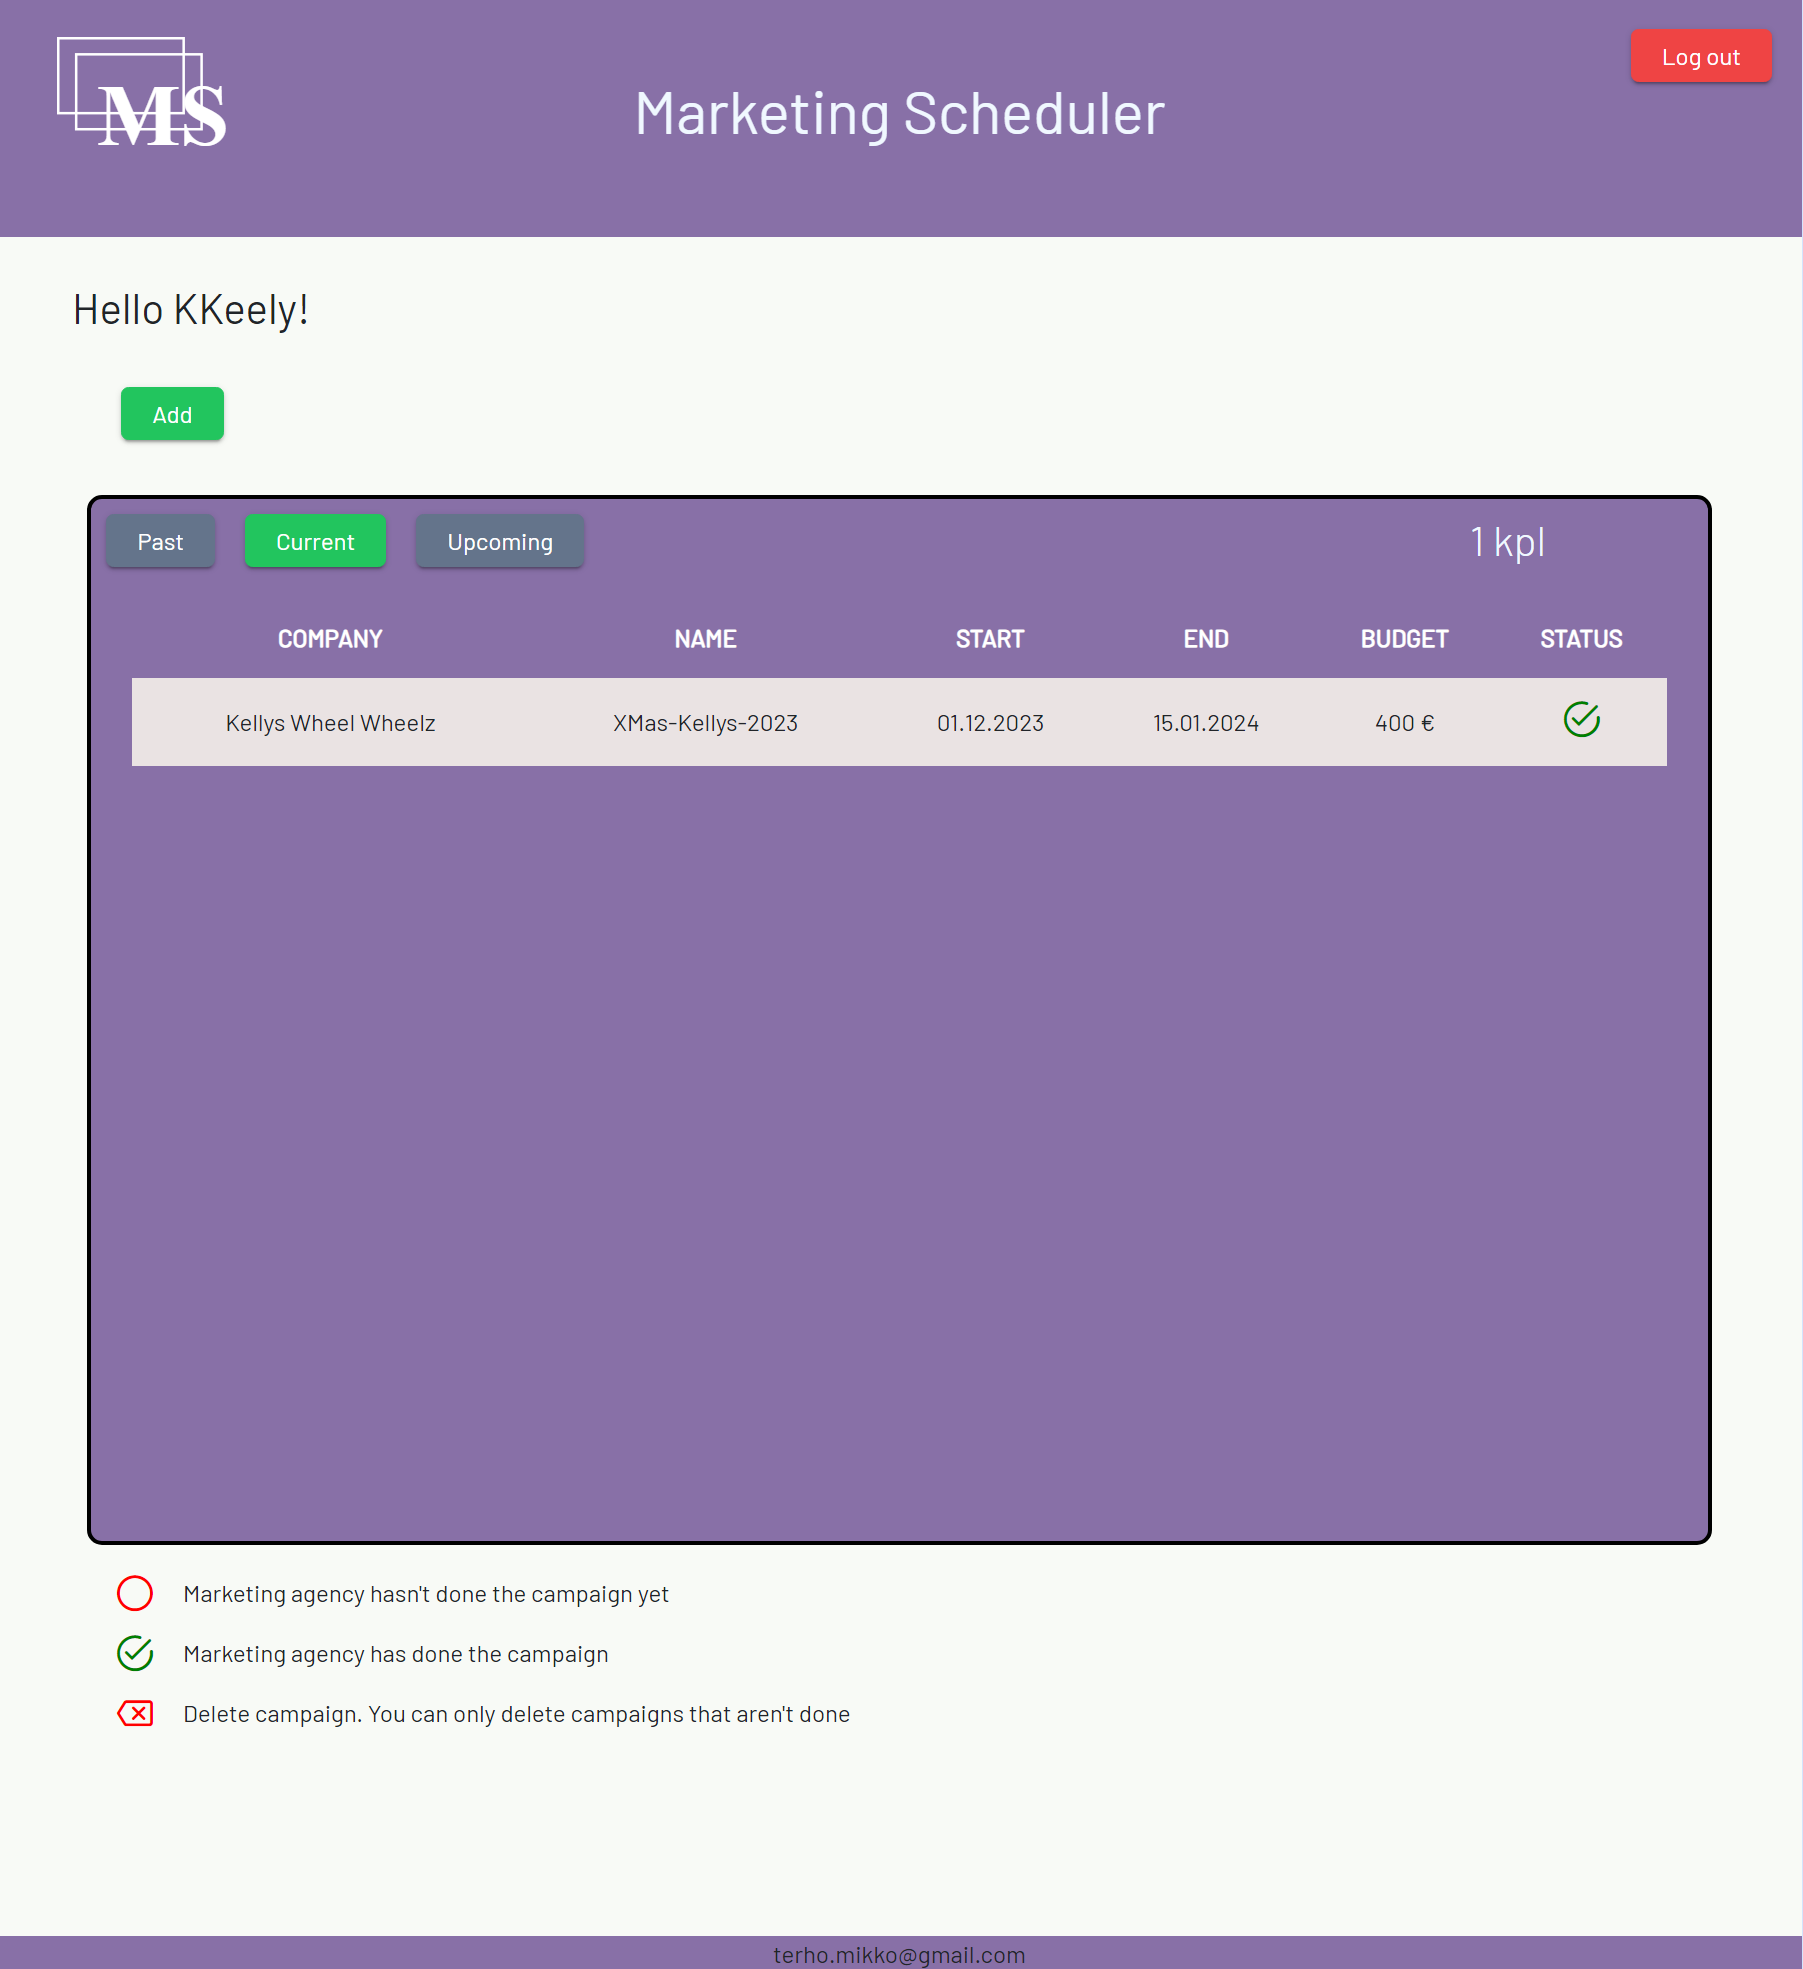 MS
Log out
Marketing Scheduler
Hello KKeely!
Add
Past Current Upcoming 1 kpl
COMPANY NAME START END BUDGET STATUS
Kellys Wheel Wheelz XMas-Kellys-2023 01.12.2023 15.01.2024 400 €
Marketing agency hasn't done the campaign yet
Marketing agency has done the campaign
Delete campaign. You can only delete campaigns that aren't done
terho.mikko@gmail.com